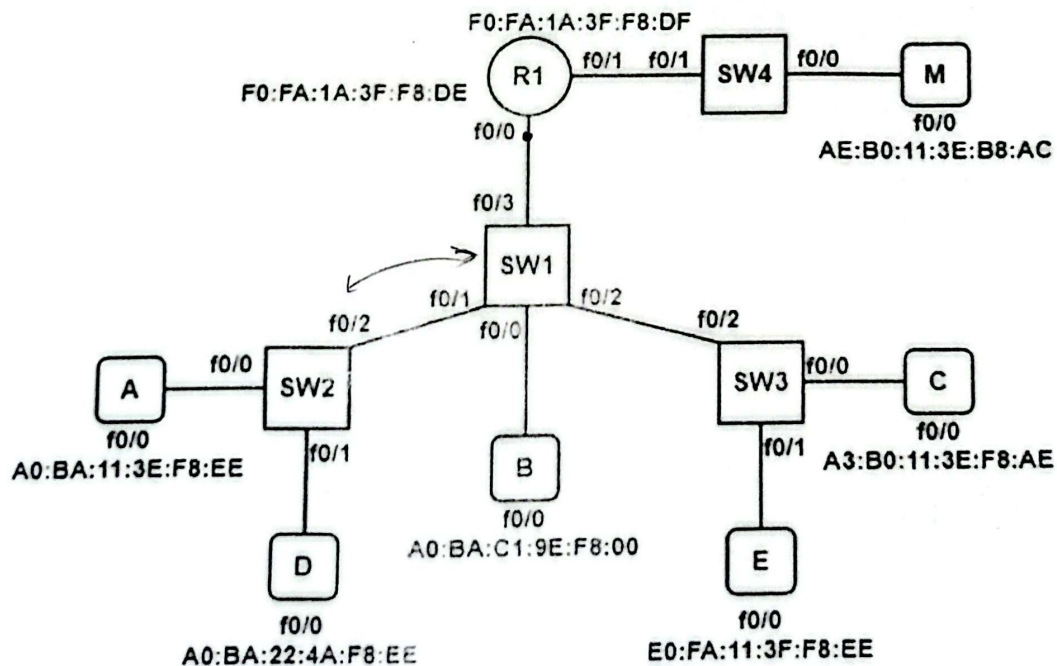 F0:FA:1A:3F:F8:DF
R1
f0/1
f0/1
SW4
f0/0
M
F0:FA:1A:3F:F8:DE
f0/0
f0/0
AE:B0:11:3E:B8:AC
f0/3
SW1
f0/1
f0/2
f0/0
f0/2
f0/2
A
f0/0
SW2
SW3
f0/0
C
f0/0
f0/1
f0/1
f0/0
A0:BA:11:3E:F8:EE
A3:B0:11:3E:F8:AE
B
f0/0
A0:BA:C1:9E:F8:00
D
E
f0/0
f0/0
A0:BA:22:4A:F8:EE
E0:FA:11:3F:F8:EE